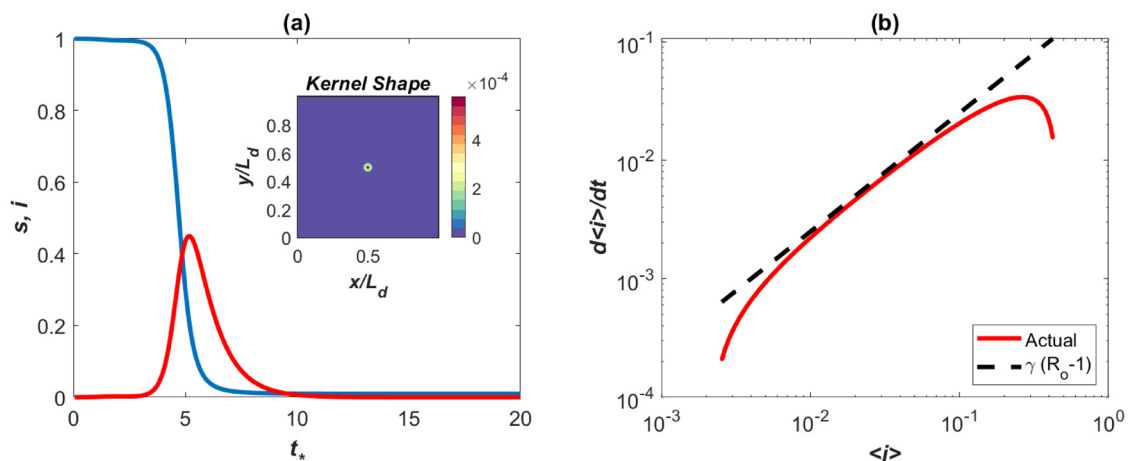 (a)
s, i
1
0.8
0.6
0.4
0.2
0
0
5
10
15
20
t*
Kernel Shape
×10⁻⁴
y/L_d
0.8
0.6
0.4
0.2
0
0
0.5
x/L_d
4
2
0
(b)
d<i>/dt
10⁻¹
10⁻²
10⁻³
10⁻⁴
10⁻³
10⁻²
10⁻¹
10⁰
<i>
Actual
γ (R_o-1)